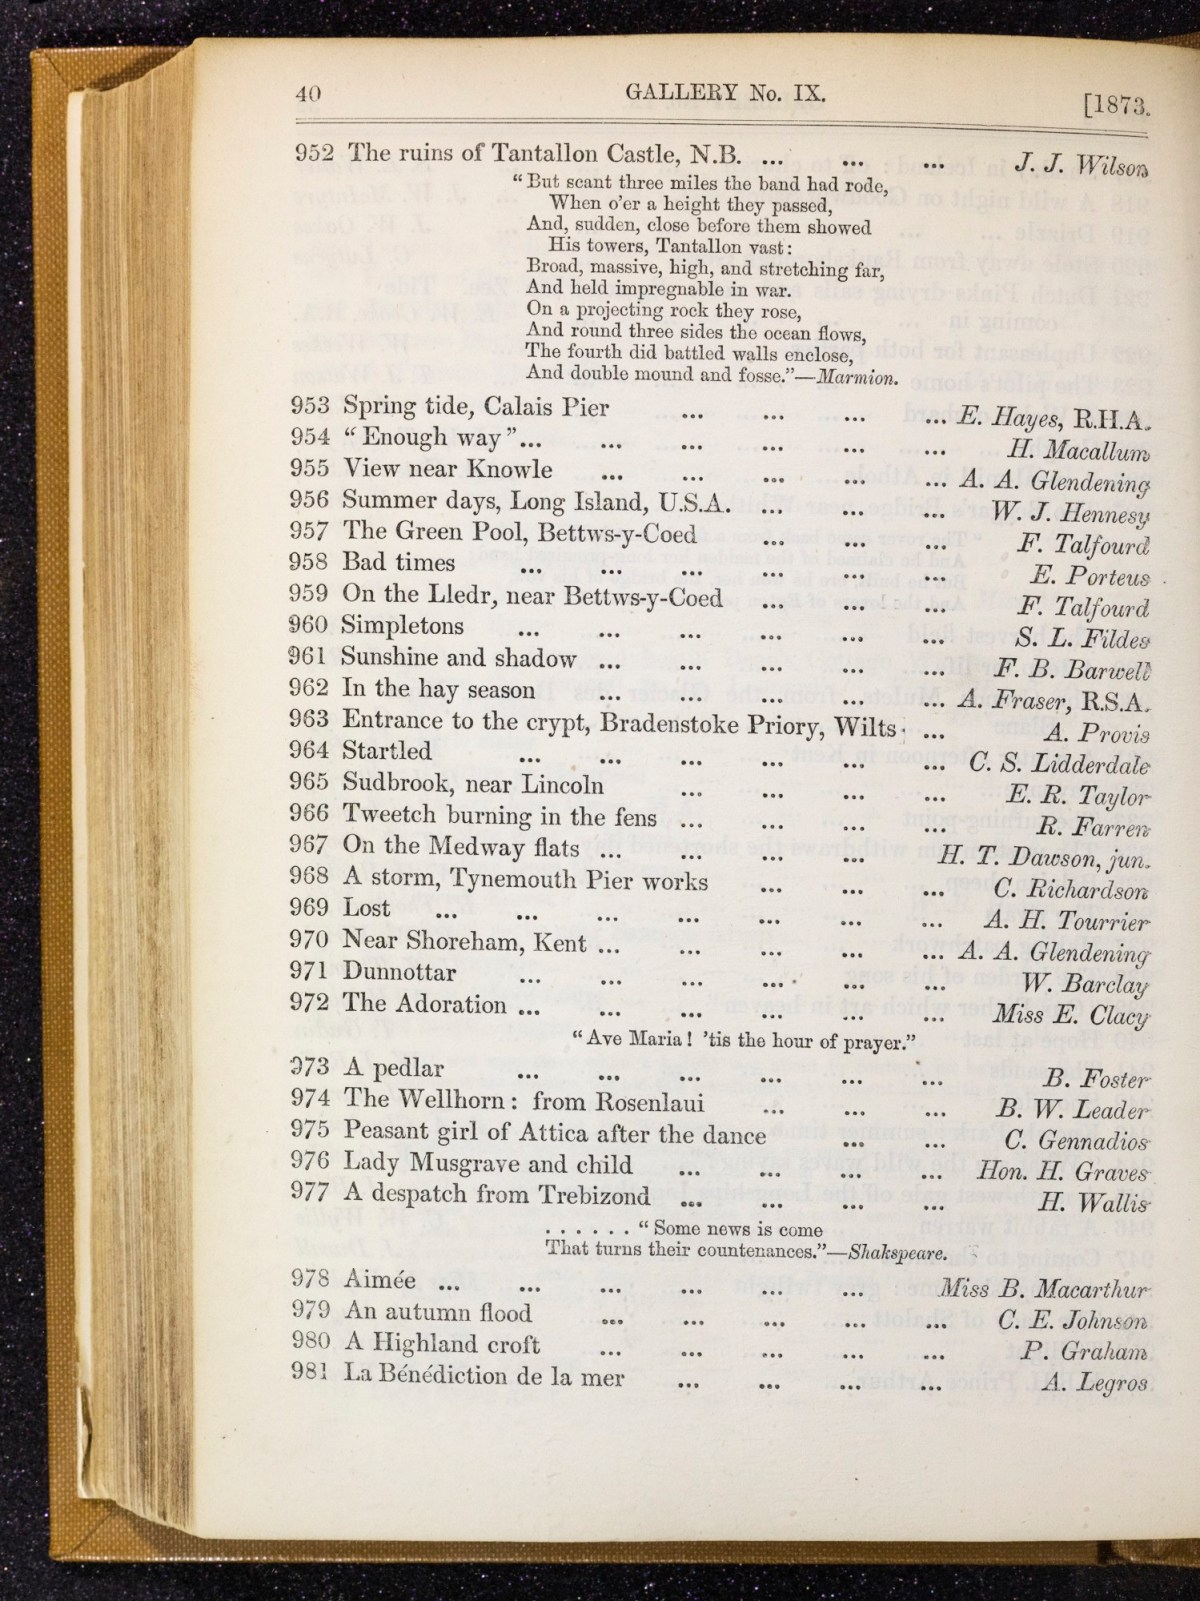 40 GALLERY No. IX. [1873.
952 The ruins of Tantallon Castle, N.B. ... ... ... J. J. Wilson
“But scant three miles the band had rode,
When o'er a height they passed,
And, sudden, close before them showed
His towers, Tantallon vast:
Broad, massive, high, and stretching far,
And held impregnable in war.
On a projecting rock they rose,
And round three sides the ocean flows,
The fourth did battled walls enclose,
And double mound and fosse.”—Marmion.
953 Spring tide, Calais Pier ... ... ... ... E. Hayes, R.H.A.
954 “Enough way”... ... ... ... ... ... H. Macallum
955 View near Knowle ... ... ... ... ... A. A. Glendening
956 Summer days, Long Island, U.S.A. ... ... ... W. J. Hennesy
957 The Green Pool, Bettws-y-Coed ... ... ... F. Talfourd
958 Bad times ... ... ... ... ... ... E. Porteus
959 On the Lledr, near Bettws-y-Coed ... ... ... F. Talfourd
960 Simpletons ... ... ... ... ... ... S. L. Fildes
961 Sunshine and shadow ... ... ... ... ... F. B. Barwell
962 In the hay season ... ... ... ... ... A. Fraser, R.S.A.
963 Entrance to the crypt, Bradenstoke Priory, Wilts ... A. Provis
964 Startled ... ... ... ... ... ... C. S. Lidderdale
965 Sudbrook, near Lincoln ... ... ... ... E. R. Taylor
966 Tweetch burning in the fens ... ... ... ... R. Farren
967 On the Medway flats ... ... ... ... H. T. Dawson, jun.
968 A storm, Tynemouth Pier works ... ... ... C. Richardson
969 Lost ... ... ... ... ... ... ... A. H. Tourrier
970 Near Shoreham, Kent ... ... ... ... ... A. A. Glendening
971 Dunnottar ... ... ... ... ... ... W. Barclay
972 The Adoration ... ... ... ... ... ... Miss E. Clacy
“Ave Maria! 'tis the hour of prayer.”
973 A pedlar ... ... ... ... ... ... B. Foster
974 The Wellhorn: from Rosenlaui ... ... ... B. W. Leader
975 Peasant girl of Attica after the dance ... ... C. Gennadios
976 Lady Musgrave and child ... ... ... ... Hon. H. Graves
977 A despatch from Trebizond ... ... ... ... H. Wallis
. . . . . . “Some news is come
That turns their countenances.”—Shakspeare.
978 Aimée ... ... ... ... ... ... Miss B. Macarthur
979 An autumn flood ... ... ... ... ... C. E. Johnson
980 A Highland croft ... ... ... ... ... P. Graham
981 La Bénédiction de la mer ... ... ... ... A. Legros